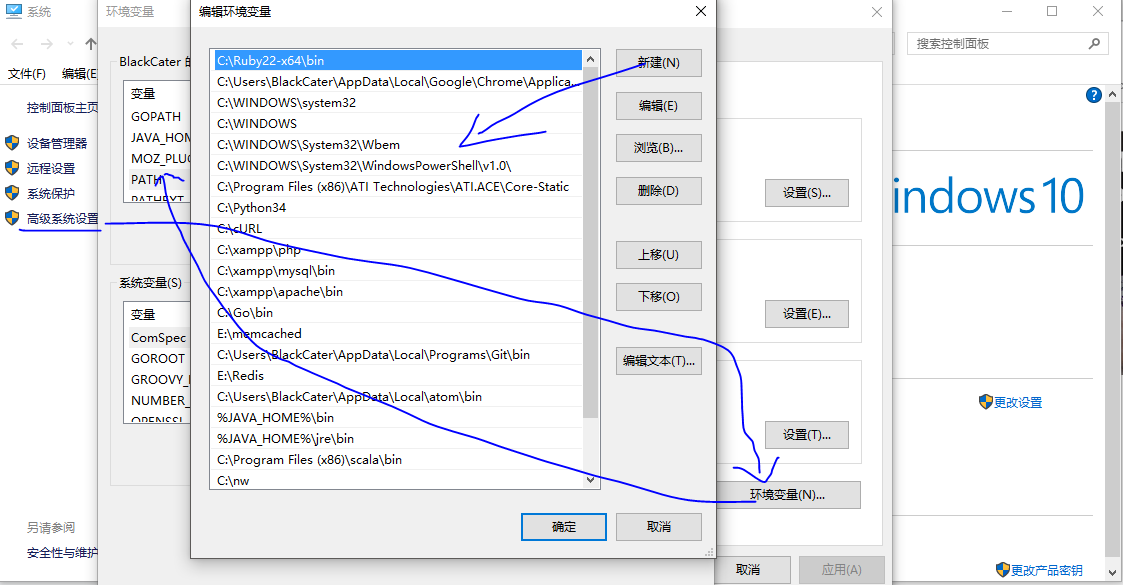 系统
环境变量
编辑环境变量
搜索控制面板
文件(F)
编辑(E
控制面板主页
设备管理器
远程设置
系统保护
高级系统设置
另请参阅
安全性与维护
BlackCater 的
变量
GOPATH
JAVA_HOM
MOZ_PLUG
PATH
PATHEXT
系统变量(S)
变量
ComSpec
GOROOT
GROOVY_
NUMBER_
OPENSSL
C:\Ruby22-x64\bin
C:\Users\BlackCater\AppData\Local\Google\Chrome\Applica...
C:\WINDOWS\system32
C:\WINDOWS
C:\WINDOWS\System32\Wbem
C:\WINDOWS\System32\WindowsPowerShell\v1.0\
C:\Program Files (x86)\ATI Technologies\ATI.ACE\Core-Static
C:\Python34
C:\cURL
C:\xampp\php
C:\xampp\mysql\bin
C:\xampp\apache\bin
C:\Go\bin
E:\memcached
C:\Users\BlackCater\AppData\Local\Programs\Git\bin
E:\Redis
C:\Users\BlackCater\AppData\Local\atom\bin
%JAVA_HOME%\bin
%JAVA_HOME%\jre\bin
C:\Program Files (x86)\scala\bin
C:\nw
新建(N)
编辑(E)
浏览(B)...
删除(D)
上移(U)
下移(O)
编辑文本(T)...
确定
取消
设置(S)...
设置(E)...
设置(T)...
环境变量(N)...
取消
应用(A)
indows 10
更改设置
更改产品密钥